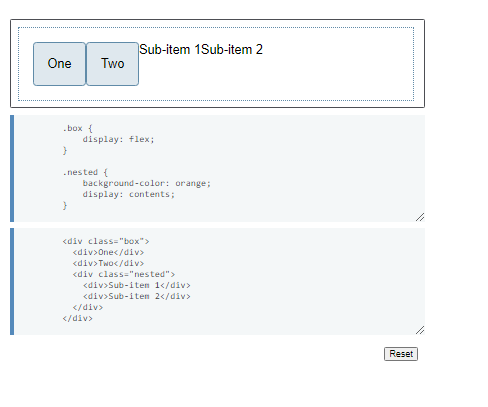 One Two Sub-item 1Sub-item 2
.box {
    display: flex;
}

.nested {
    background-color: orange;
    display: contents;
}
<div class="box">
  <div>One</div>
  <div>Two</div>
  <div class="nested">
    <div>Sub-item 1</div>
    <div>Sub-item 2</div>
  </div>
</div>
Reset